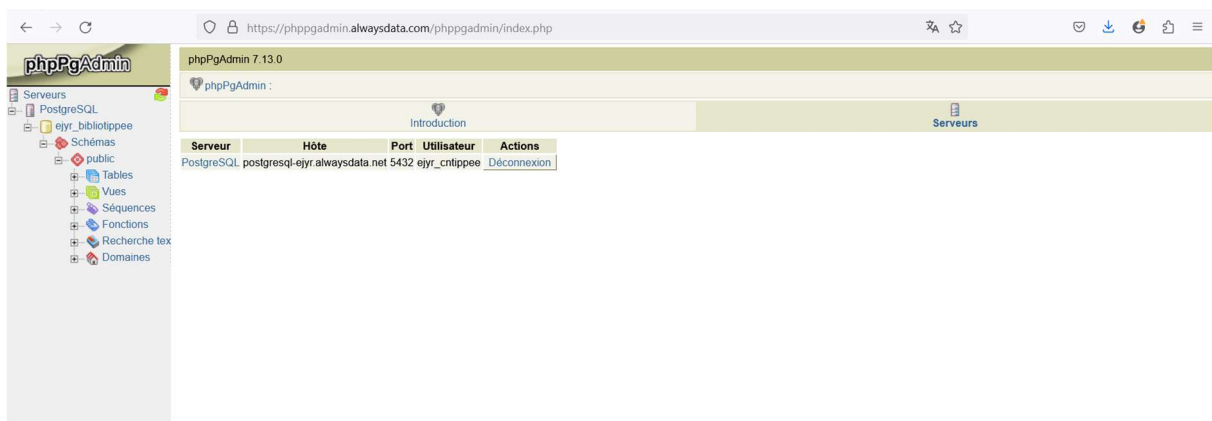 https://phppgadmin.alwaysdata.com/phppgadmin/index.php
phpPgAdmin
Serveurs
PostgreSQL
ejyr_bibliotippee
Schémas
public
Tables
Vues
Séquences
Fonctions
Recherche tex
Domaines
phpPgAdmin 7.13.0
phpPgAdmin :
Introduction Serveurs
Serveur Hôte Port Utilisateur Actions
PostgreSQL postgresql-ejyr.alwaysdata.net 5432 ejyr_cntippee Déconnexion